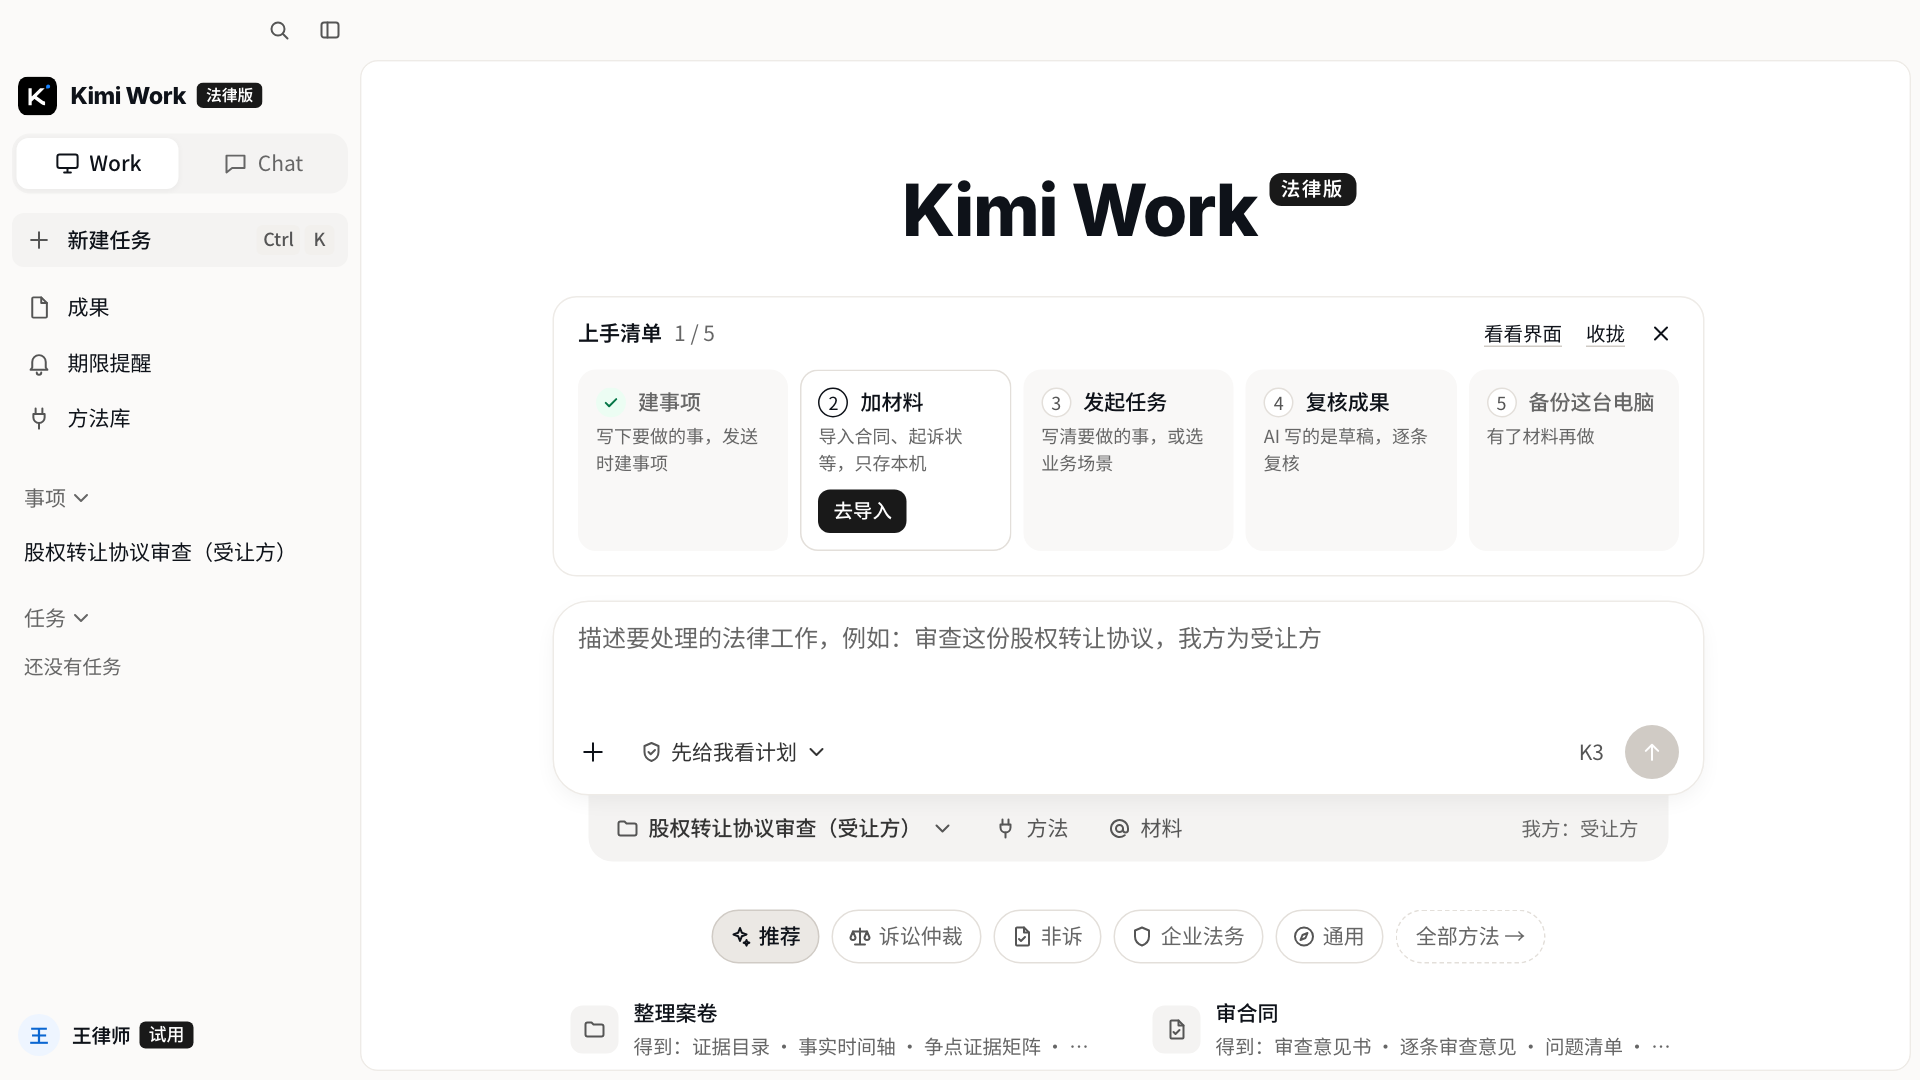 Kimi Work 法律版
Work
Chat
新建任务 Ctrl K
成果
期限提醒
方法库
事项
股权转让协议审查（受让方）
任务
还没有任务
王 王律师 试用
Kimi Work 法律版
上手清单 1 / 5
看看界面 收拢
建事项
写下要做的事，发送
时建事项
2 加材料
导入合同、起诉状
等，只存本机
去导入
3 发起任务
写清要做的事，或选
业务场景
4 复核成果
AI 写的是草稿，逐条
复核
5 备份这台电脑
有了材料再做
描述要处理的法律工作，例如：审查这份股权转让协议，我方为受让方
先给我看计划
K3
股权转让协议审查（受让方） 方法 材料 我方：受让方
推荐 诉讼仲裁 非诉 企业法务 通用 全部方法→
整理案卷
得到：证据目录 • 事实时间轴 • 争点证据矩阵 • ···
审合同
得到：审查意见书 • 逐条审查意见 • 问题清单 • ···